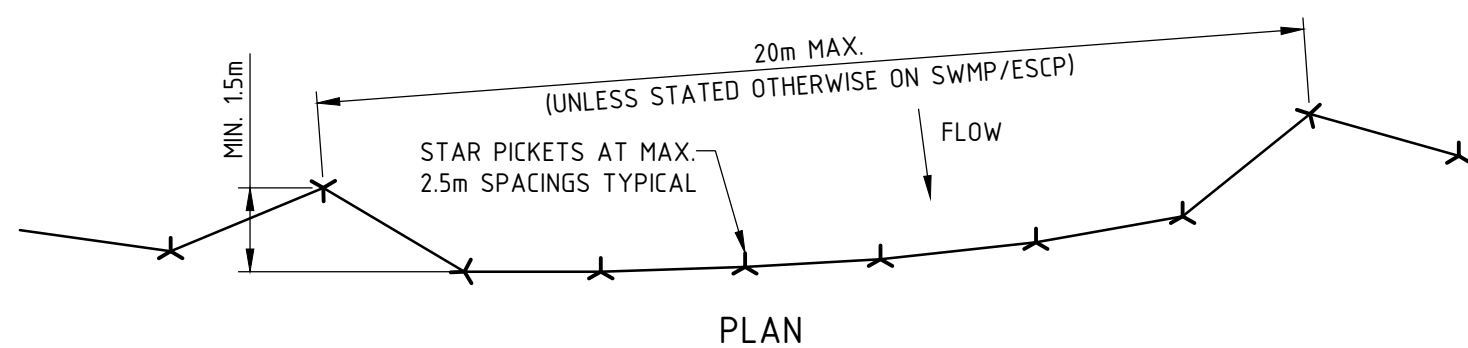 20m MAX.
(UNLESS STATED OTHERWISE ON SWMP/ESCP)
MIN. 1.5m
FLOW
STAR PICKETS AT MAX.
2.5m SPACINGS TYPICAL
PLAN